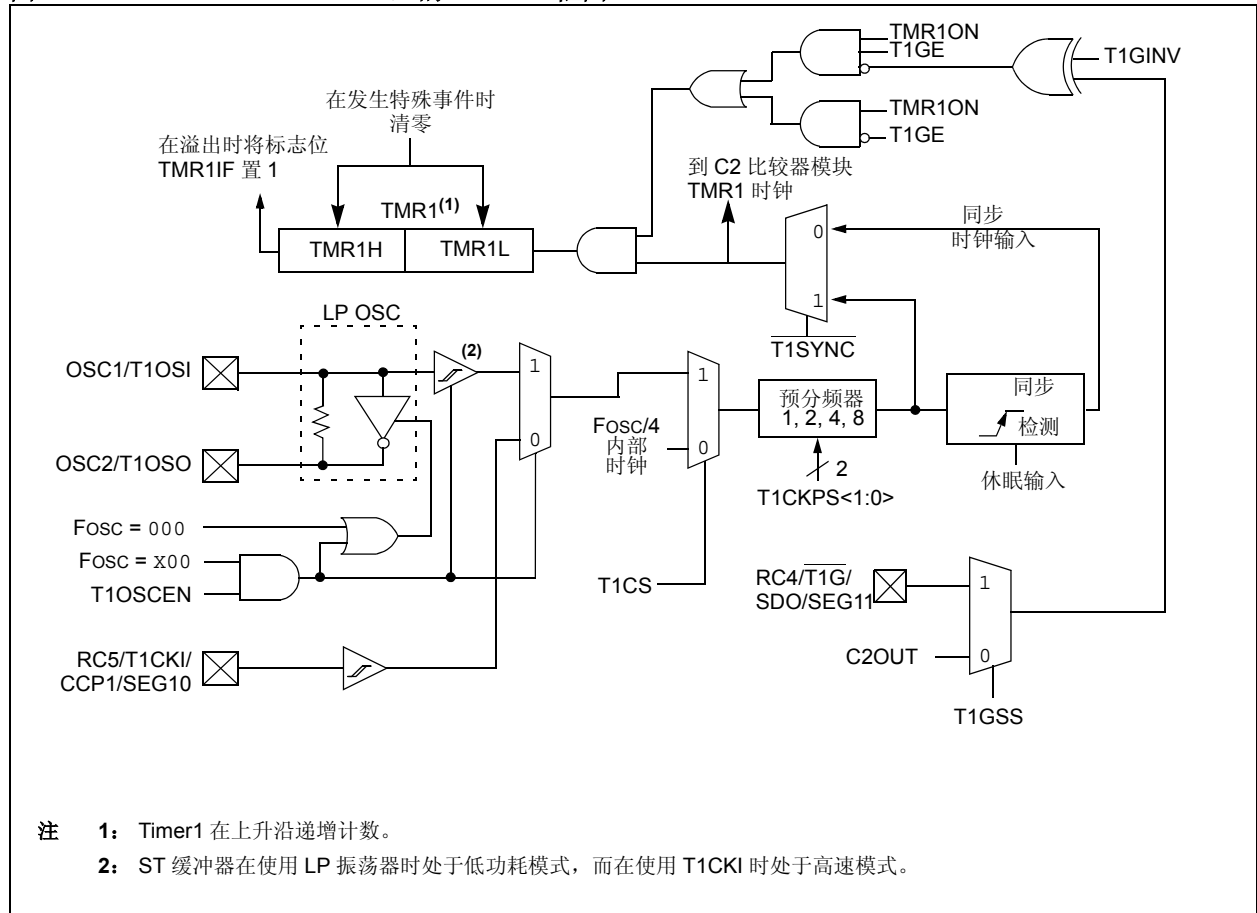 TMR1ON
T1GE
T1GINV
TMR1ON
T1GE
在发生特殊事件时
清零
在溢出时将标志位
TMR1IF 置 1
到 C2 比较器模块
TMR1 时钟
TMR1(1)
TMR1H
TMR1L
0
1
T1SYNC
同步
时钟输入
LP OSC
(2)
OSC1/T1OSI
OSC2/T1OSO
1
0
FOSC/4
内部
时钟
1
0
预分频器
1, 2, 4, 8
2
T1CKPS<1:0>
同步
检测
休眠输入
FOSC = 000
FOSC = X00
T1OSCEN
T1CS
RC5/T1CKI/
CCP1/SEG10
RC4/T1G/
SDO/SEG11
1
C2OUT
0
T1GSS
注 1： Timer1 在上升沿递增计数。
2： ST 缓冲器在使用 LP 振荡器时处于低功耗模式，而在使用 T1CKI 时处于高速模式。